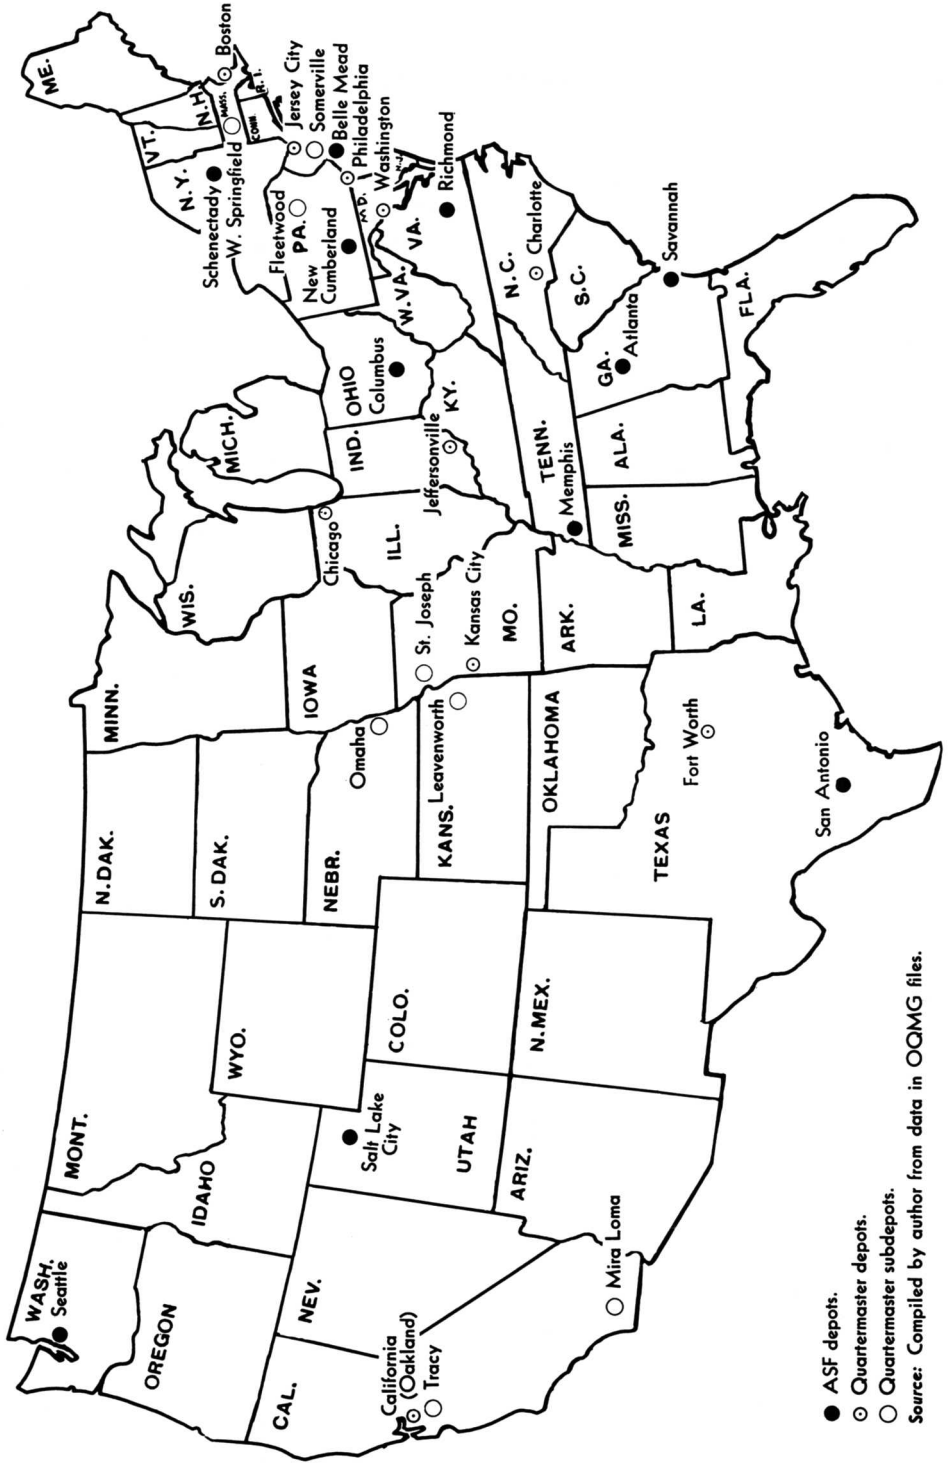 WASH.
Seattle
OREGON
CAL.
California
(Oakland)
Tracy
NEV.
IDAHO
MONT.
WYO.
Salt Lake
City
UTAH
ARIZ.
Mira Loma
COLO.
N.MEX.
N.DAK.
S. DAK.
NEBR.
Omaha
KANS.
Leavenworth
OKLAHOMA
TEXAS
Fort Worth
San Antonio
MINN.
IOWA
St. Joseph
Kansas City
MO.
ARK.
LA.
WIS.
Chicago
ILL.
MICH.
IND.
Jeffersonville
OHIO
Columbus
KY.
TENN.
Memphis
MISS.
ALA.
GA.
Atlanta
FLA.
Savannah
S.C.
N.C.
Charlotte
W.VA.
VA.
Richmond
MD.
Washington
PA.
Fleetwood
New
Cumberland
Philadelphia
N.J.
Belle Mead
Somerville
Jersey City
N.Y.
Schenectady
W. Springfield
VT.
N.H.
ME.
MASS.
Boston
CONN.
R.I.
ASF depots.
Quartermaster depots.
Quartermaster subdepots.
Source: Compiled by author from data in OQMG files.